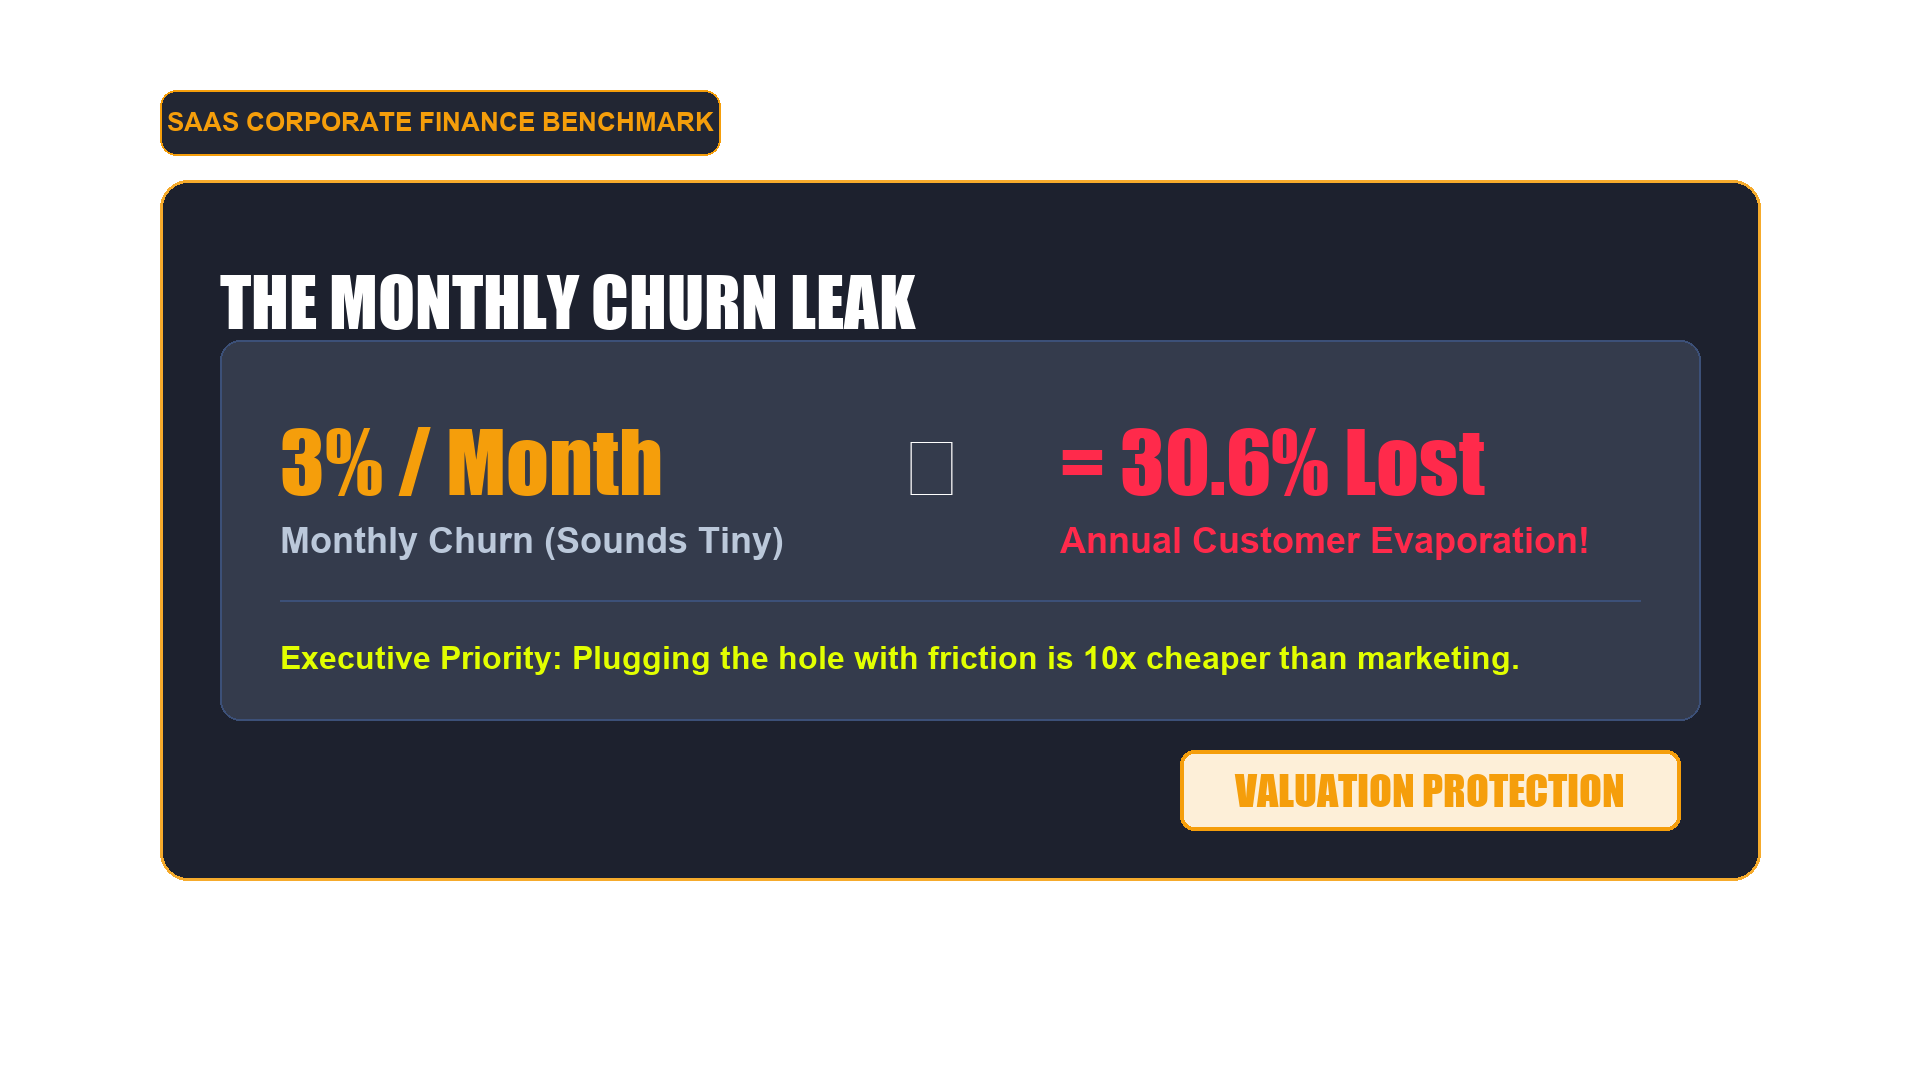 SAAS CORPORATE FINANCE BENCHMARK
THE MONTHLY CHURN LEAK
3% / Month
= 30.6% Lost
Monthly Churn (Sounds Tiny)
Annual Customer Evaporation!
Executive Priority: Plugging the hole with friction is 10x cheaper than marketing.
VALUATION PROTECTION